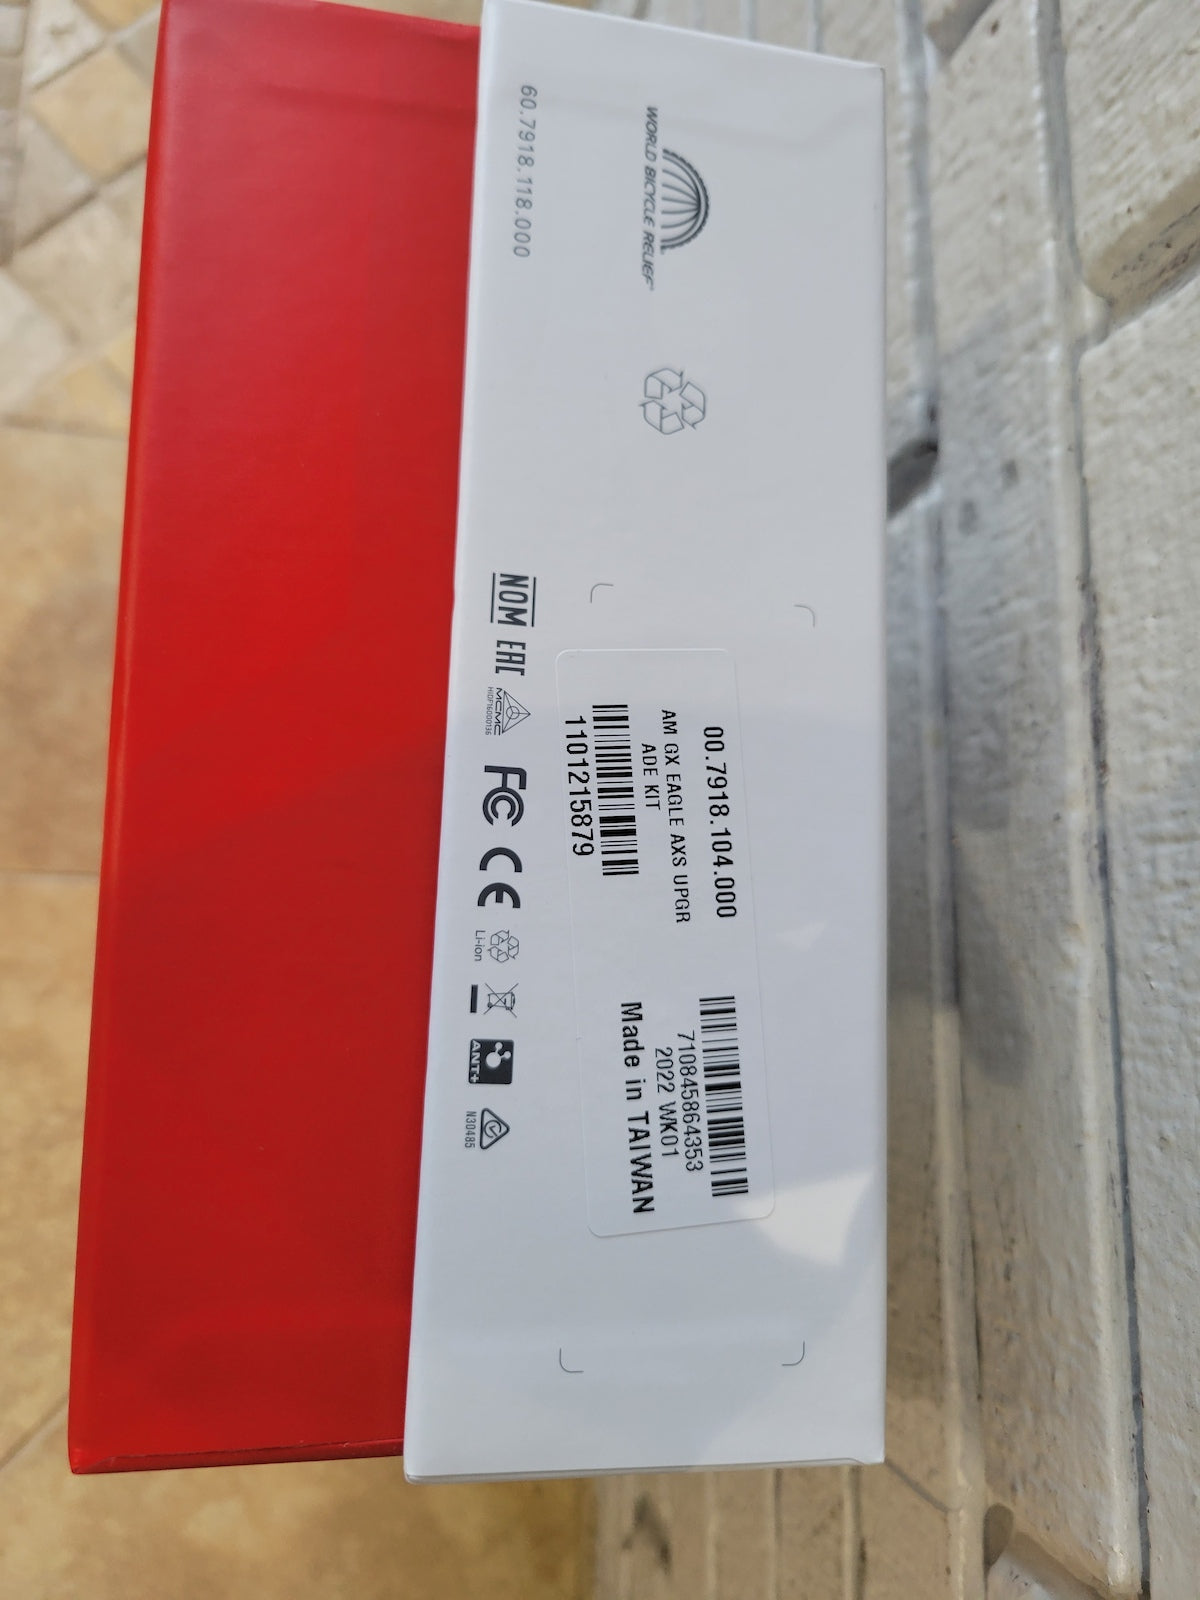 WORLD BICYCLE RELIEF®
60.7918.118.000
00.7918.104.000
AM GX EAGLE AXS UPGR
ADE KIT
1101215879
710845864353
2022 WK01
Made in TAIWAN
NOM EAC MCMC FC CE Li-ion ANT+
HIDF16000136
N30485